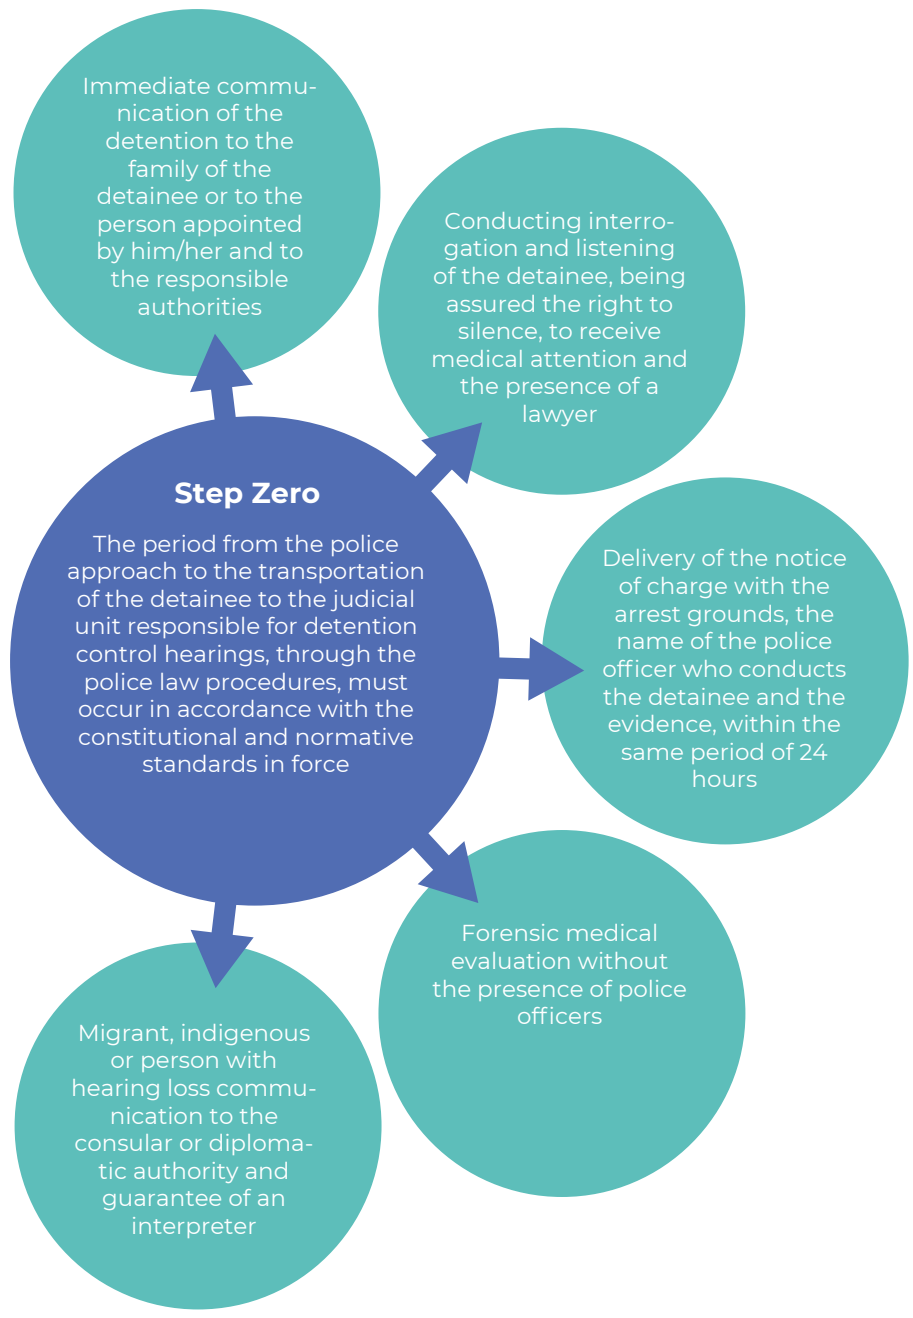 Immediate commu-
nication of the
detention to the
family of the
detainee or to the
person appointed
by him/her and to
the responsible
authorities
Conducting interro-
gation and listening
of the detainee, being
assured the right to
silence, to receive
medical attention and
the presence of a
lawyer
Step Zero
The period from the police
approach to the transportation
of the detainee to the judicial
unit responsible for detention
control hearings, through the
police law procedures, must
occur in accordance with the
constitutional and normative
standards in force
Delivery of the notice
of charge with the
arrest grounds, the
name of the police
officer who conducts
the detainee and the
evidence, within the
same period of 24
hours
Forensic medical
evaluation without
the presence of police
officers
Migrant, indigenous
or person with
hearing loss commu-
nication to the
consular or diploma-
tic authority and
guarantee of an
interpreter